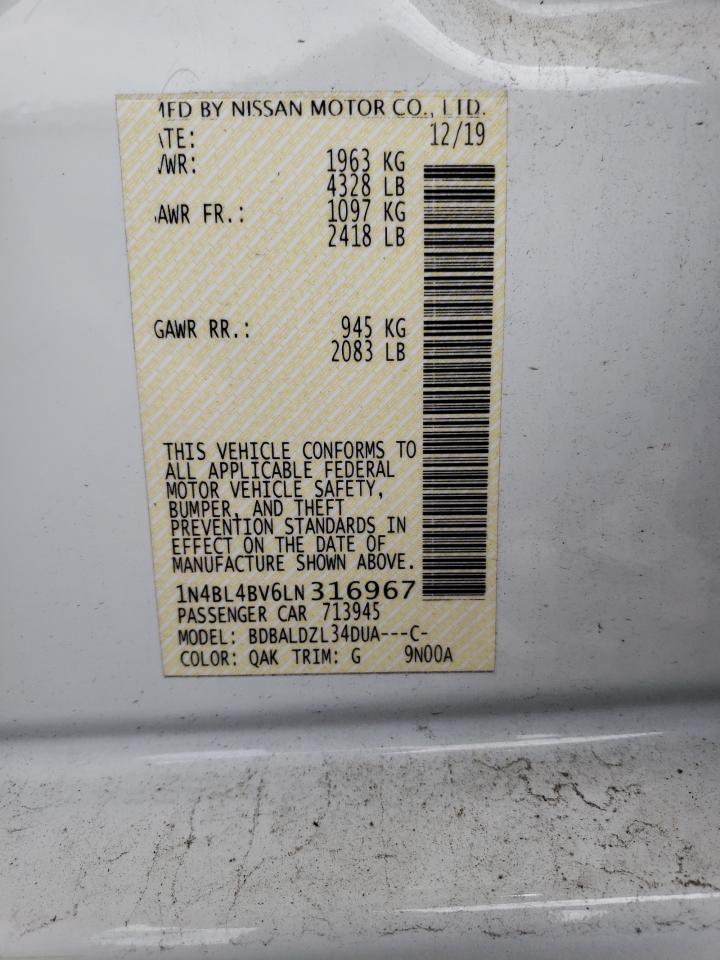 MFD BY NISSAN MOTOR CO., LTD.
ATE: 12/19
VWR: 1963 KG
4328 LB
AWR FR.: 1097 KG
2418 LB
GAWR RR.: 945 KG
2083 LB
THIS VEHICLE CONFORMS TO
ALL APPLICABLE FEDERAL
MOTOR VEHICLE SAFETY,
BUMPER, AND THEFT
PREVENTION STANDARDS IN
EFFECT ON THE DATE OF
MANUFACTURE SHOWN ABOVE.
1N4BL4BV6LN316967
PASSENGER CAR 713945
MODEL: BDBALDZL34DUA---C-
COLOR: QAK TRIM: G 9N00A